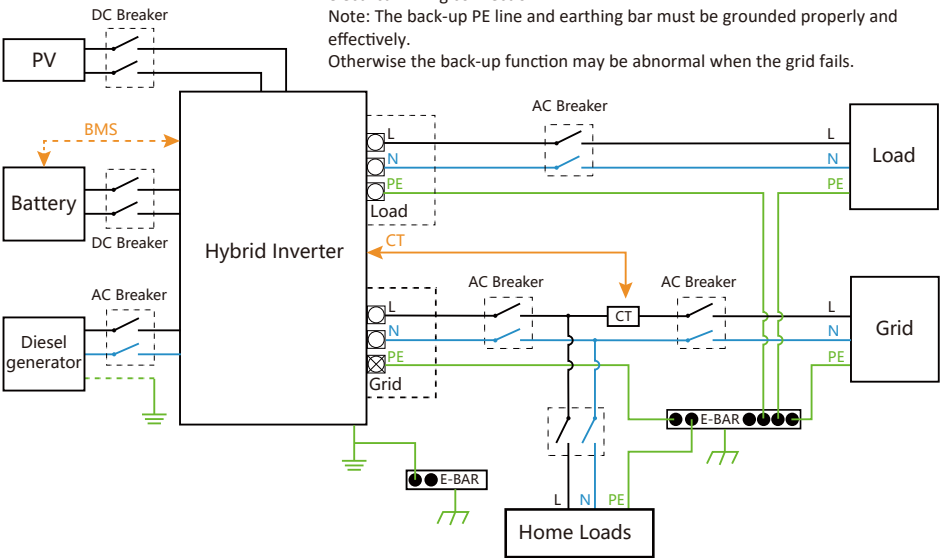 Note: The back-up PE line and earthing bar must be grounded properly and
effectively.
Otherwise the back-up function may be abnormal when the grid fails.
DC Breaker
PV
BMS
Battery
DC Breaker
AC Breaker
Diesel
generator
Hybrid Inverter
L
N
PE
Load
CT
L
N
PE
Grid
AC Breaker
L
N
PE
Load
AC Breaker
CT
AC Breaker
L
N
PE
Grid
E-BAR
E-BAR
L N PE
Home Loads